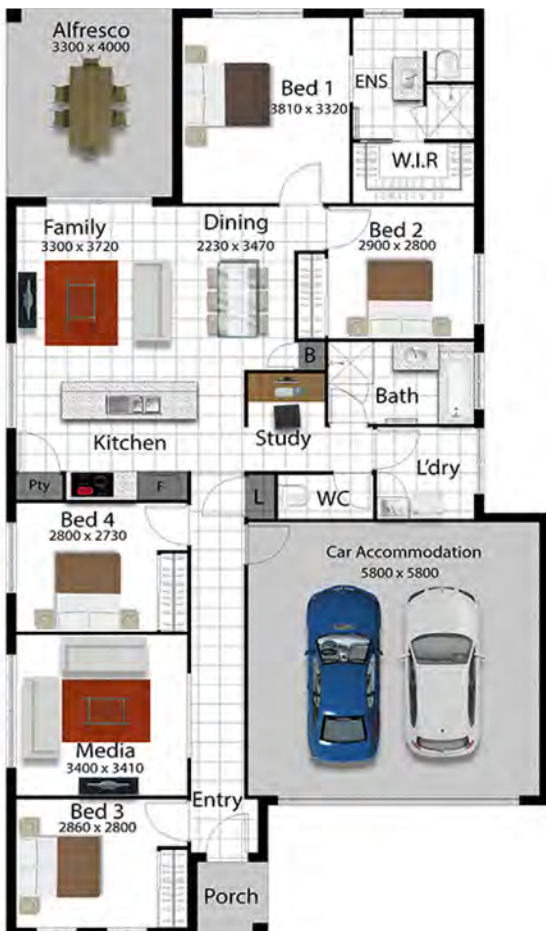 Alfresco
3300 x 4000
Bed 1
3810 x 3320
ENS
W.I.R
Family
3300 x 3720
Dining
2230 x 3470
Bed 2
2900 x 2800
B
Bath
Kitchen
Study
L'dry
Pty
F
L
WC
Bed 4
2800 x 2730
Car Accommodation
5800 x 5800
Media
3400 x 3410
Entry
Bed 3
2860 x 2800
Porch